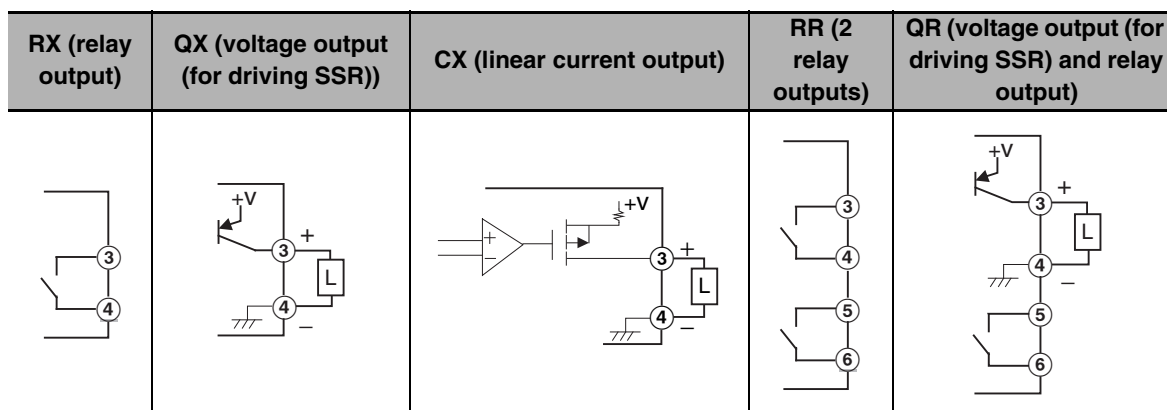 RX (relay
output)
QX (voltage output
(for driving SSR))
CX (linear current output)
RR (2
relay
outputs)
QR (voltage output (for
driving SSR) and relay
output)
3
4
+V
3
+
L
4
–
+
–
+V
3
+
L
4
–
3
4
5
6
+V
3
+
L
4
–
5
6